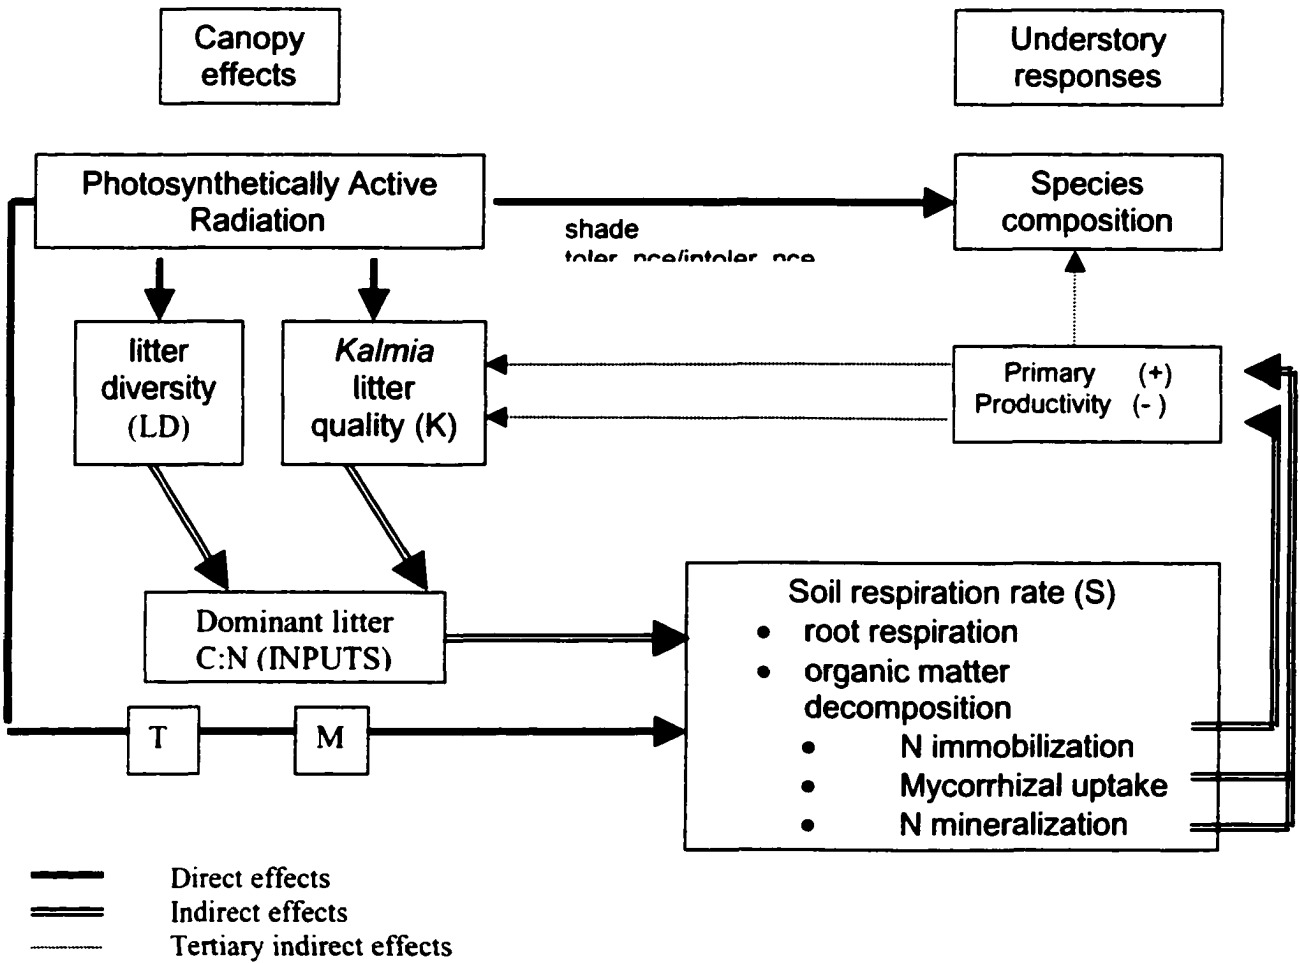 Canopy
effects
Understory
responses
Photosynthetically Active
Radiation
Species
composition
shade
litter
diversity
(LD)
Kalmia
litter
quality (K)
Primary (+)
Productivity (-)
Dominant litter
C:N (INPUTS)
T
M
Soil respiration rate (S)
• root respiration
• organic matter
decomposition
• N immobilization
• Mycorrhizal uptake
• N mineralization
Direct effects
Indirect effects
Tertiary indirect effects